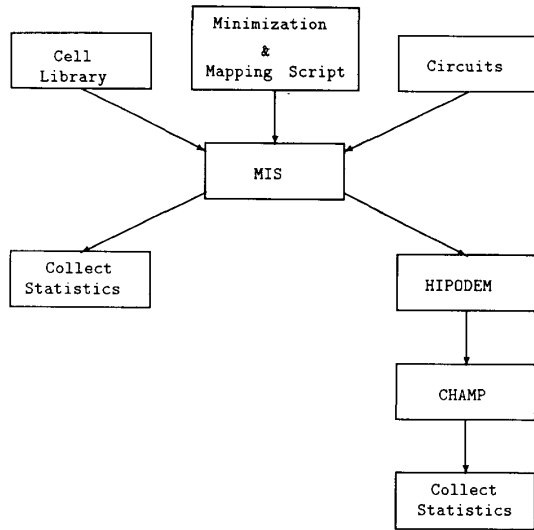 Cell
Library
Minimization
&
Mapping Script
Circuits
MIS
Collect
Statistics
HIPODEM
CHAMP
Collect
Statistics